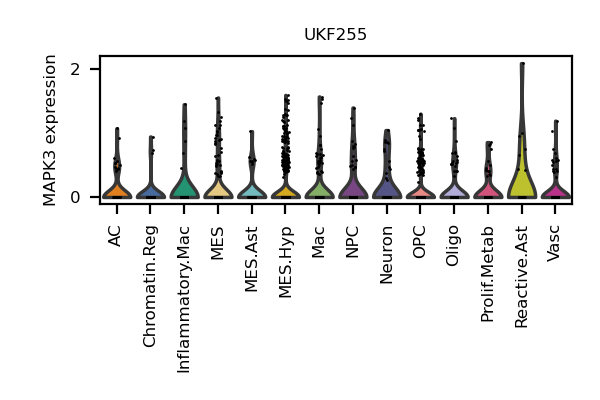 UKF255
MAPK3 expression
2
0
AC
Chromatin.Reg
Inflammatory.Mac
MES
MES.Ast
MES.Hyp
Mac
NPC
Neuron
OPC
Oligo
Prolif.Metab
Reactive.Ast
Vasc